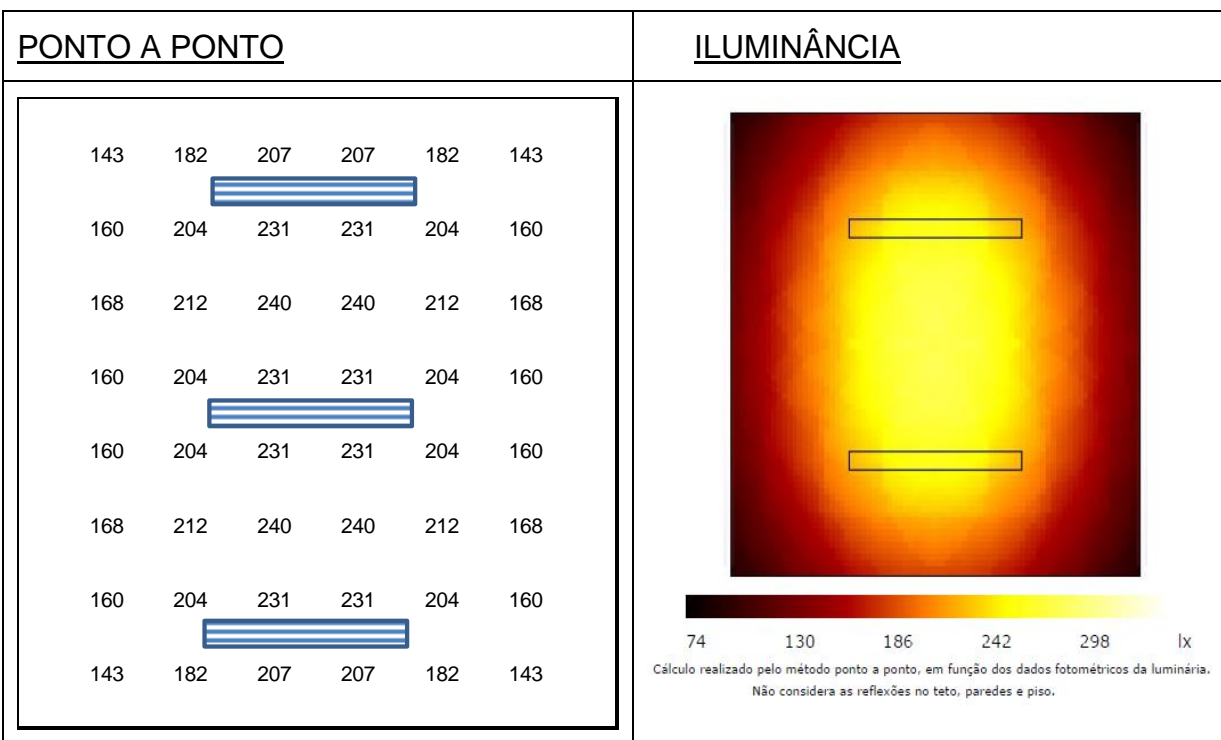 PONTO A PONTO
ILUMINÂNCIA
143 182 207 207 182 143
160 204 231 231 204 160
168 212 240 240 212 168
160 204 231 231 204 160
160 204 231 231 204 160
168 212 240 240 212 168
160 204 231 231 204 160
143 182 207 207 182 143
74 130 186 242 298 lx
Cálculo realizado pelo método ponto a ponto, em função dos dados fotométricos da luminária.
Não considera as reflexões no teto, paredes e piso.